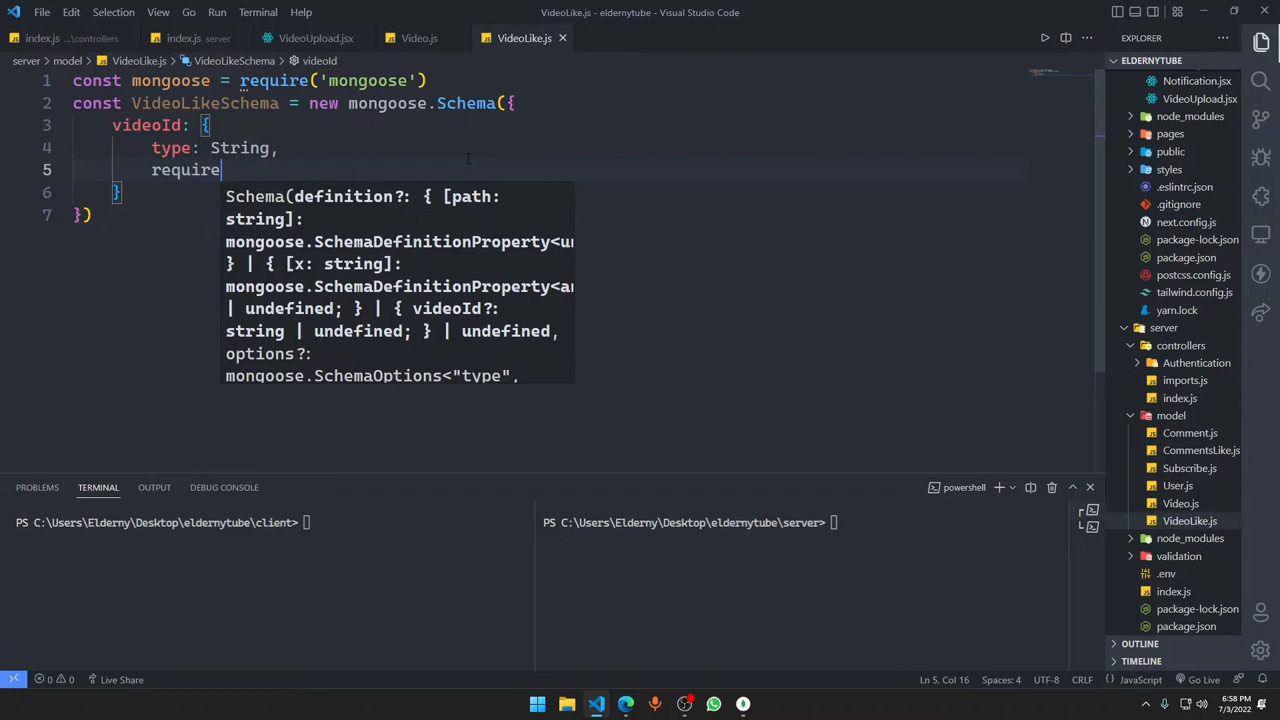 File Edit Selection View Go Run Terminal Help
VideoLike.js - eldernytube - Visual Studio Code
index.js ...\controllers
index.js server
VideoUpload.jsx
Video.js
VideoLike.js
server > model > VideoLike.js > VideoLikeSchema > videoId
1 const mongoose = require('mongoose')
2 const VideoLikeSchema = new mongoose.Schema({
3 videoId: {
4 type: String,
5 require
6 }
7 })
Schema(definition?: { [path:
string]:
mongoose.SchemaDefinitionProperty<un
} | { [x: string]:
mongoose.SchemaDefinitionProperty<an
| undefined; } | { videoId?:
string | undefined; } | undefined,
options?:
mongoose.SchemaOptions<"type",
PROBLEMS TERMINAL OUTPUT DEBUG CONSOLE
powershell
PS C:\Users\Elderny\Desktop\eldernytube\client>
PS C:\Users\Elderny\Desktop\eldernytube\server>
EXPLORER
ELDERNYTUBE
Notification.jsx
VideoUpload.jsx
node_modules
pages
public
styles
.eslintrc.json
.gitignore
next.config.js
package-lock.json
package.json
postcss.config.js
tailwind.config.js
yarn.lock
server
controllers
Authentication
imports.js
index.js
model
Comment.js
CommentsLike.js
Subscribe.js
User.js
Video.js
VideoLike.js
node_modules
validation
.env
index.js
package-lock.json
package.json
OUTLINE
TIMELINE
0 0 Live Share
Ln 5, Col 16 Spaces: 4 UTF-8 CRLF JavaScript Go Live
6:58 PM
7/3/2022